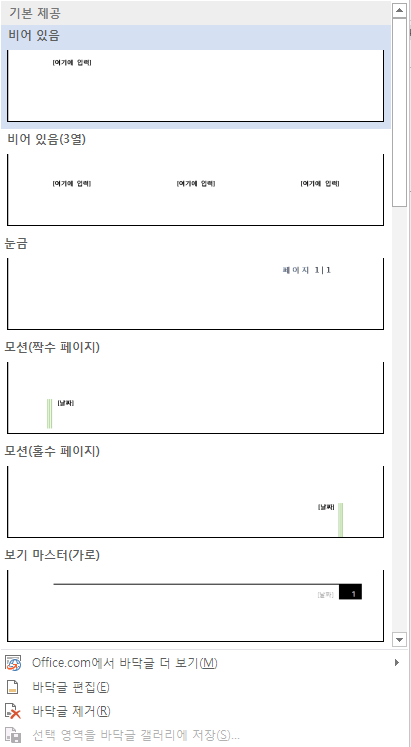 기본 제공
비어 있음
[여기에 입력]
비어 있음(3열)
[여기에 입력] [여기에 입력] [여기에 입력]
눈금
페이지 1 | 1
모션(짝수 페이지)
[날짜]
모션(홀수 페이지)
[날짜]
보기 마스터(가로)
[날짜] 1
Office.com에서 바닥글 더 보기(M)
바닥글 편집(E)
바닥글 제거(R)
선택 영역을 바닥글 갤러리에 저장(S)...